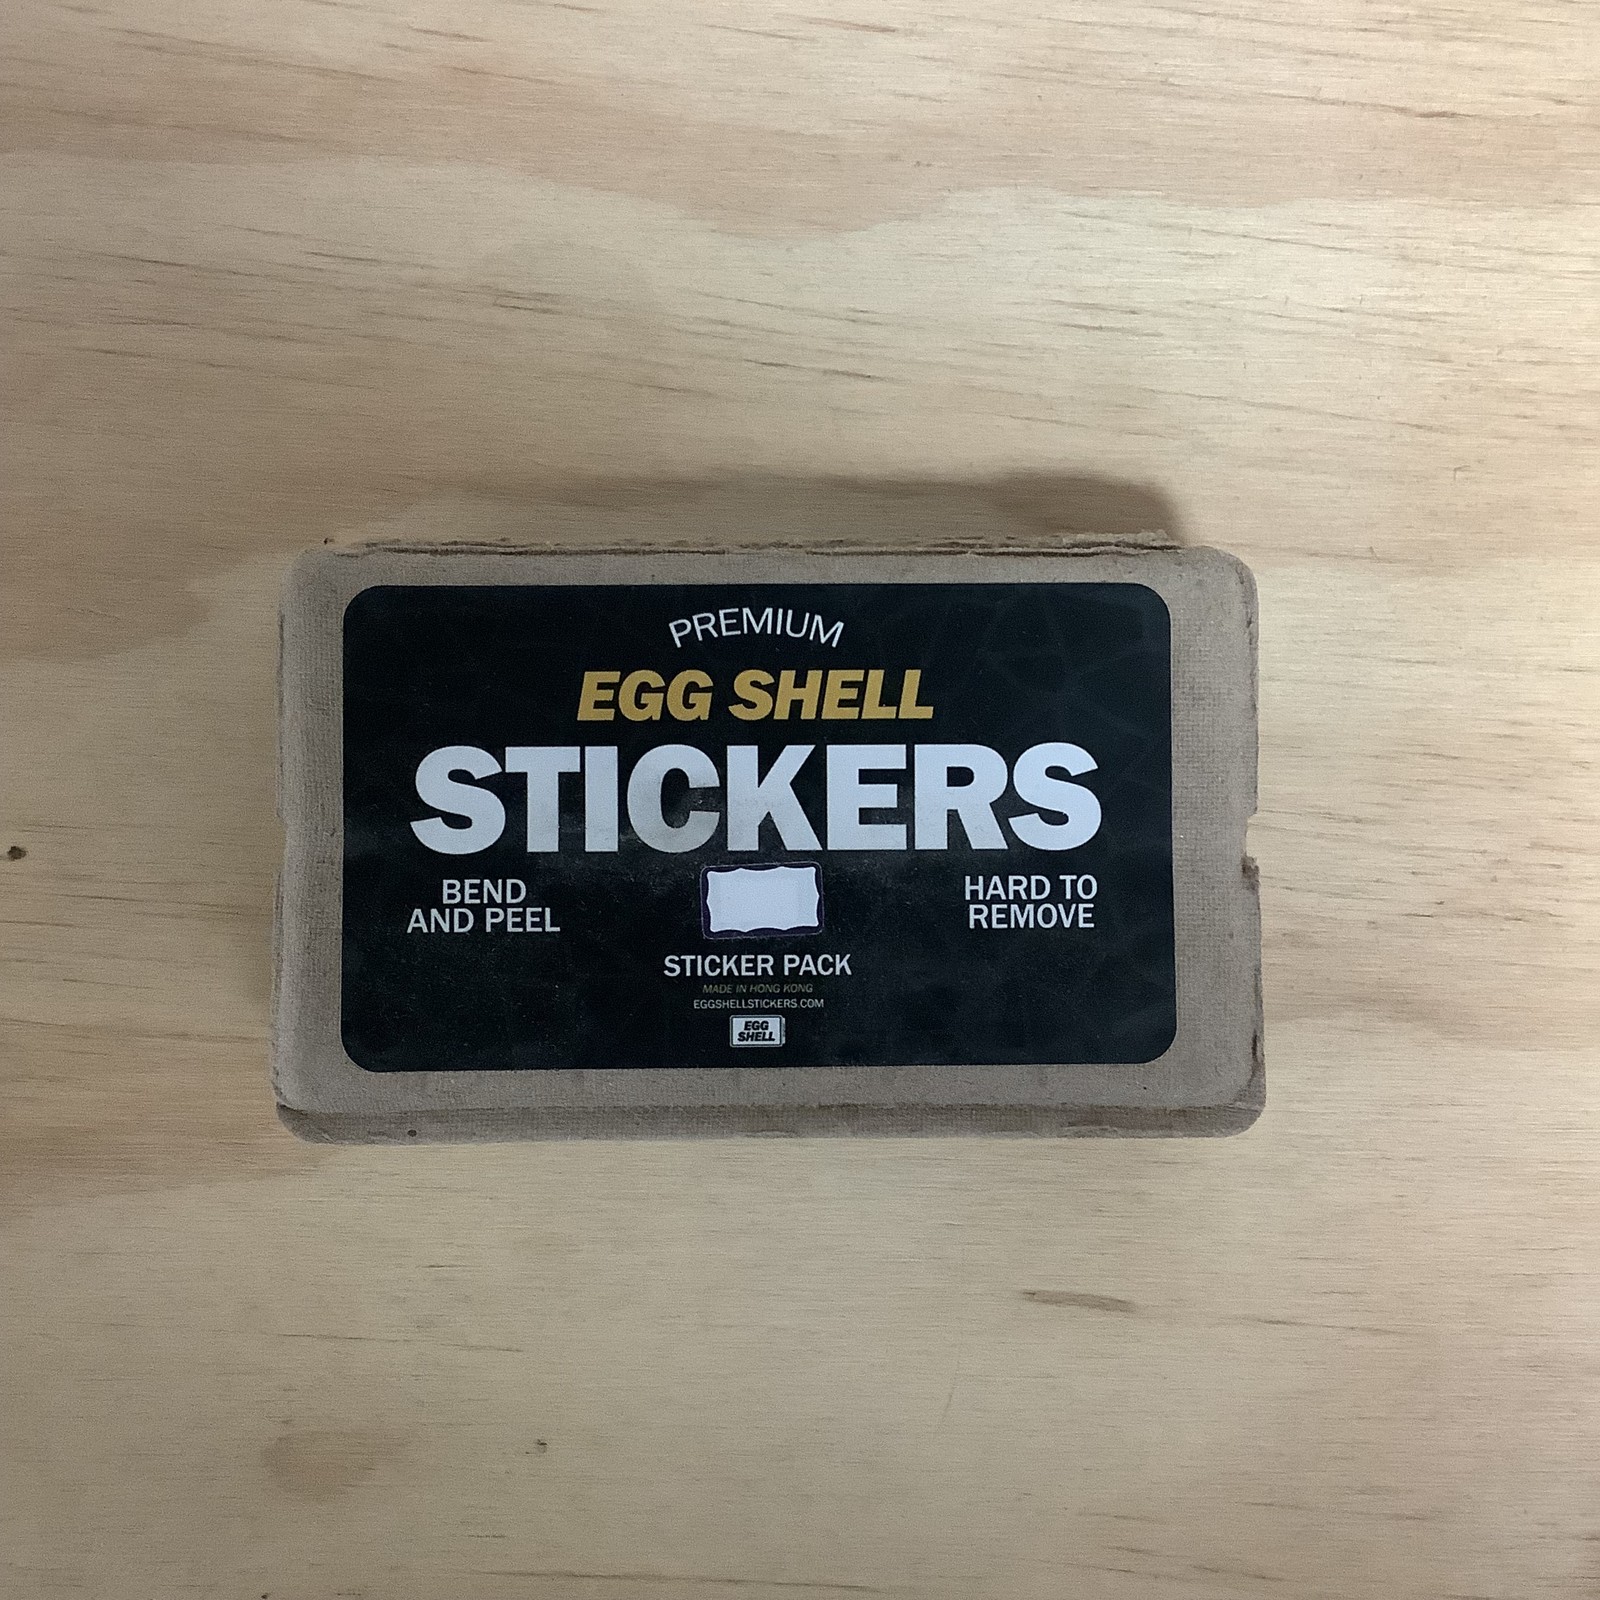 PREMIUM
EGG SHELL
STICKERS
BEND
AND PEEL
HARD TO
REMOVE
STICKER PACK
MADE IN HONG KONG
EGGSHELLSTICKERS.COM
EGG
SHELL